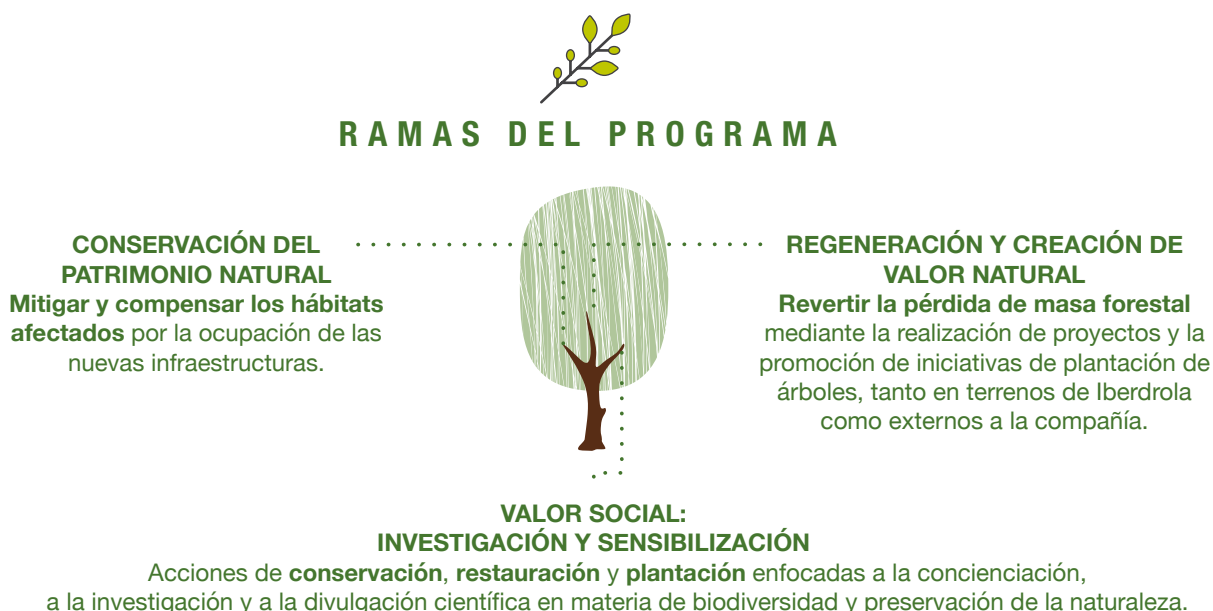 RAMAS DEL PROGRAMA
CONSERVACIÓN DEL
PATRIMONIO NATURAL
Mitigar y compensar los hábitats
afectados por la ocupación de las
nuevas infraestructuras.
REGENERACIÓN Y CREACIÓN DE
VALOR NATURAL
Revertir la pérdida de masa forestal
mediante la realización de proyectos y la
promoción de iniciativas de plantación de
árboles, tanto en terrenos de Iberdrola
como externos a la compañía.
VALOR SOCIAL:
INVESTIGACIÓN Y SENSIBILIZACIÓN
Acciones de conservación, restauración y plantación enfocadas a la concienciación,
a la investigación y a la divulgación científica en materia de biodiversidad y preservación de la naturaleza.